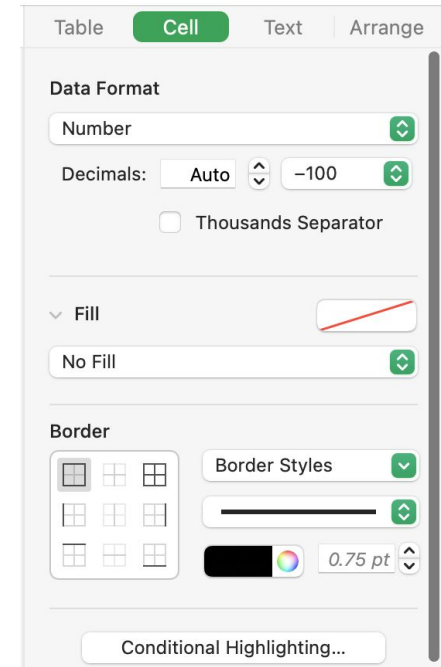 Table Cell Text Arrange
Data Format
Number
Decimals: Auto −100
Thousands Separator
Fill
No Fill
Border
Border Styles
0.75 pt
Conditional Highlighting...